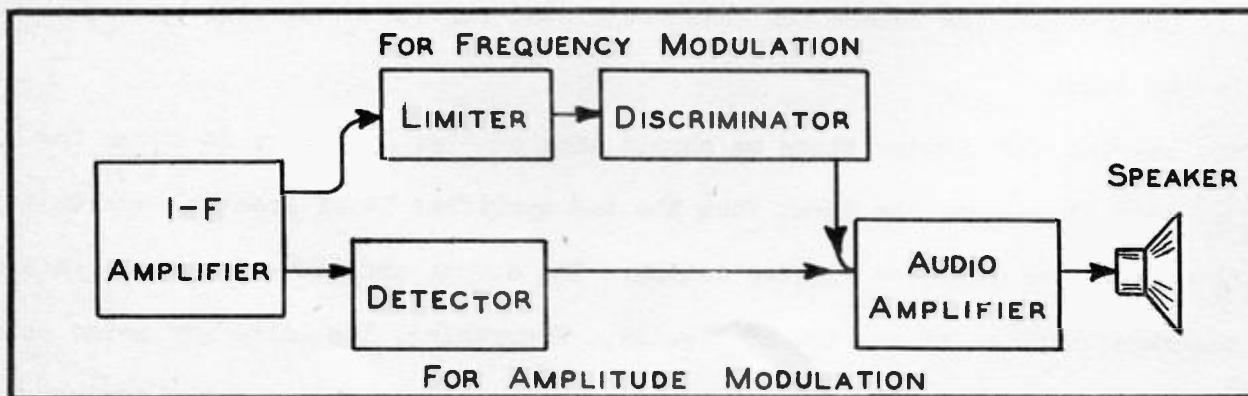 FOR FREQUENCY MODULATION
LIMITER
DISCRIMINATOR
SPEAKER
I-F
AMPLIFIER
DETECTOR
AUDIO
AMPLIFIER
FOR AMPLITUDE MODULATION